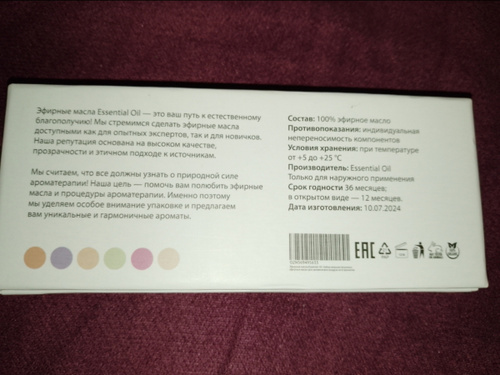 Эфирные масла Essential Oil — это ваш путь к естественному
благополучию! Мы стремимся сделать эфирные масла
доступными как для опытных экспертов, так и для новичков.
Наша репутация основана на высоком качестве,
прозрачности и этичном подходе к источникам.
Мы считаем, что все должны узнать о природной силе
ароматерапии! Наша цель — помочь вам полюбить эфирные
масла и процедуры ароматерапии. Именно поэтому
мы уделяем особое внимание упаковке и предлагаем
вам уникальные и гармоничные ароматы.
Состав: 100% эфирное масло
Противопоказания: индивидуальная
непереносимость компонентов
Условия хранения: при температуре
от +5 до +25 °C
Производитель: Essential Oil
Только для наружного применения
Срок годности 36 месяцев;
в открытом виде — 12 месяцев.
Дата изготовления: 10.07.2024
EAC